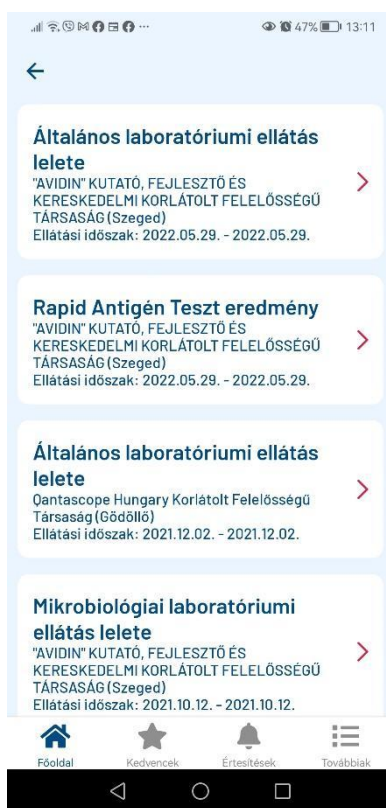 47% 13:11
Általános laboratóriumi ellátás
lelete
"AVIDIN" KUTATÓ, FEJLESZTŐ ÉS
KERESKEDELMI KORLÁTOLT FELELŐSSÉGŰ
TÁRSASÁG (Szeged)
Ellátási időszak: 2022.05.29. - 2022.05.29.
Rapid Antigén Teszt eredmény
"AVIDIN" KUTATÓ, FEJLESZTŐ ÉS
KERESKEDELMI KORLÁTOLT FELELŐSSÉGŰ
TÁRSASÁG (Szeged)
Ellátási időszak: 2022.05.29. - 2022.05.29.
Általános laboratóriumi ellátás
lelete
Qantascope Hungary Korlátolt Felelősségű
Társaság (Gödöllő)
Ellátási időszak: 2021.12.02. - 2021.12.02.
Mikrobiológiai laboratóriumi
ellátás lelete
"AVIDIN" KUTATÓ, FEJLESZTŐ ÉS
KERESKEDELMI KORLÁTOLT FELELŐSSÉGŰ
TÁRSASÁG (Szeged)
Ellátási időszak: 2021.10.12. - 2021.10.12.
Főoldal Kedvencek Értesítések Továbbiak